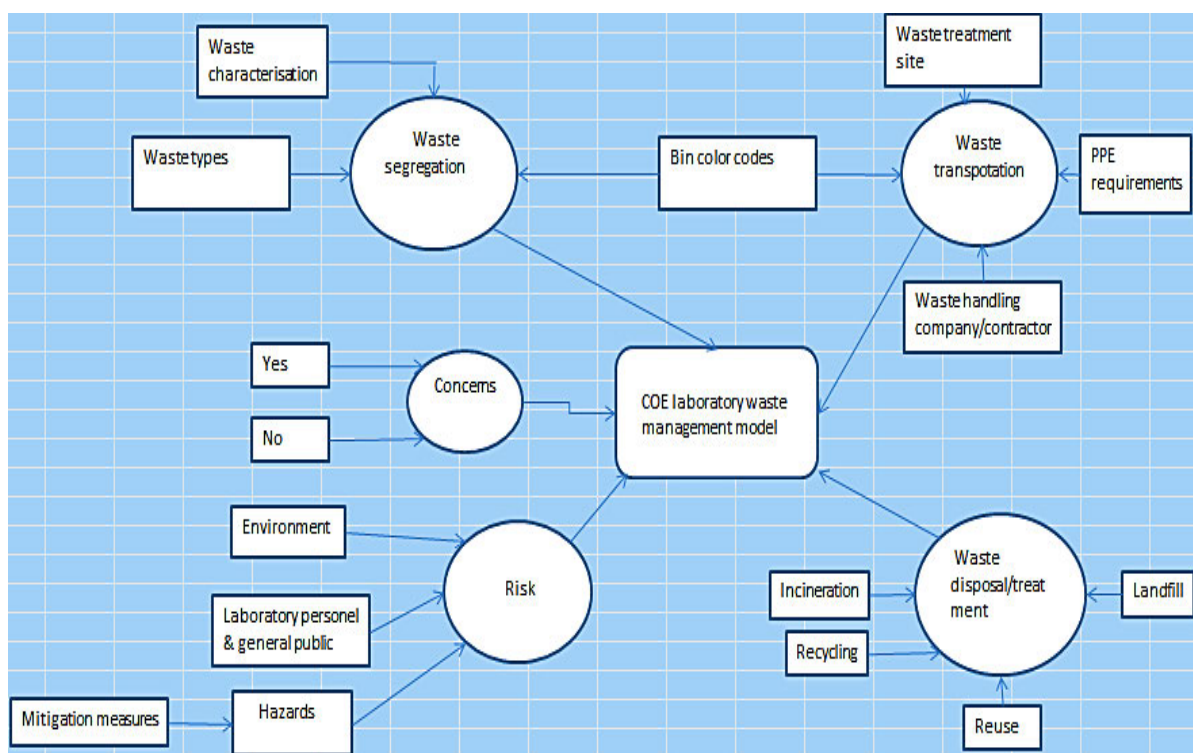 Waste
characterisation
Waste treatment
site
Waste
segregation
Waste types
Bin color codes
Waste
transpotation
PPE
requirements
Waste handling
company/contractor
Yes
Concerns
No
COE laboratory waste
management model
Environment
Risk
Laboratory personel
& general public
Mitigation measures
Hazards
Waste
disposal/treat
ment
Incineration
Landfill
Recycling
Reuse